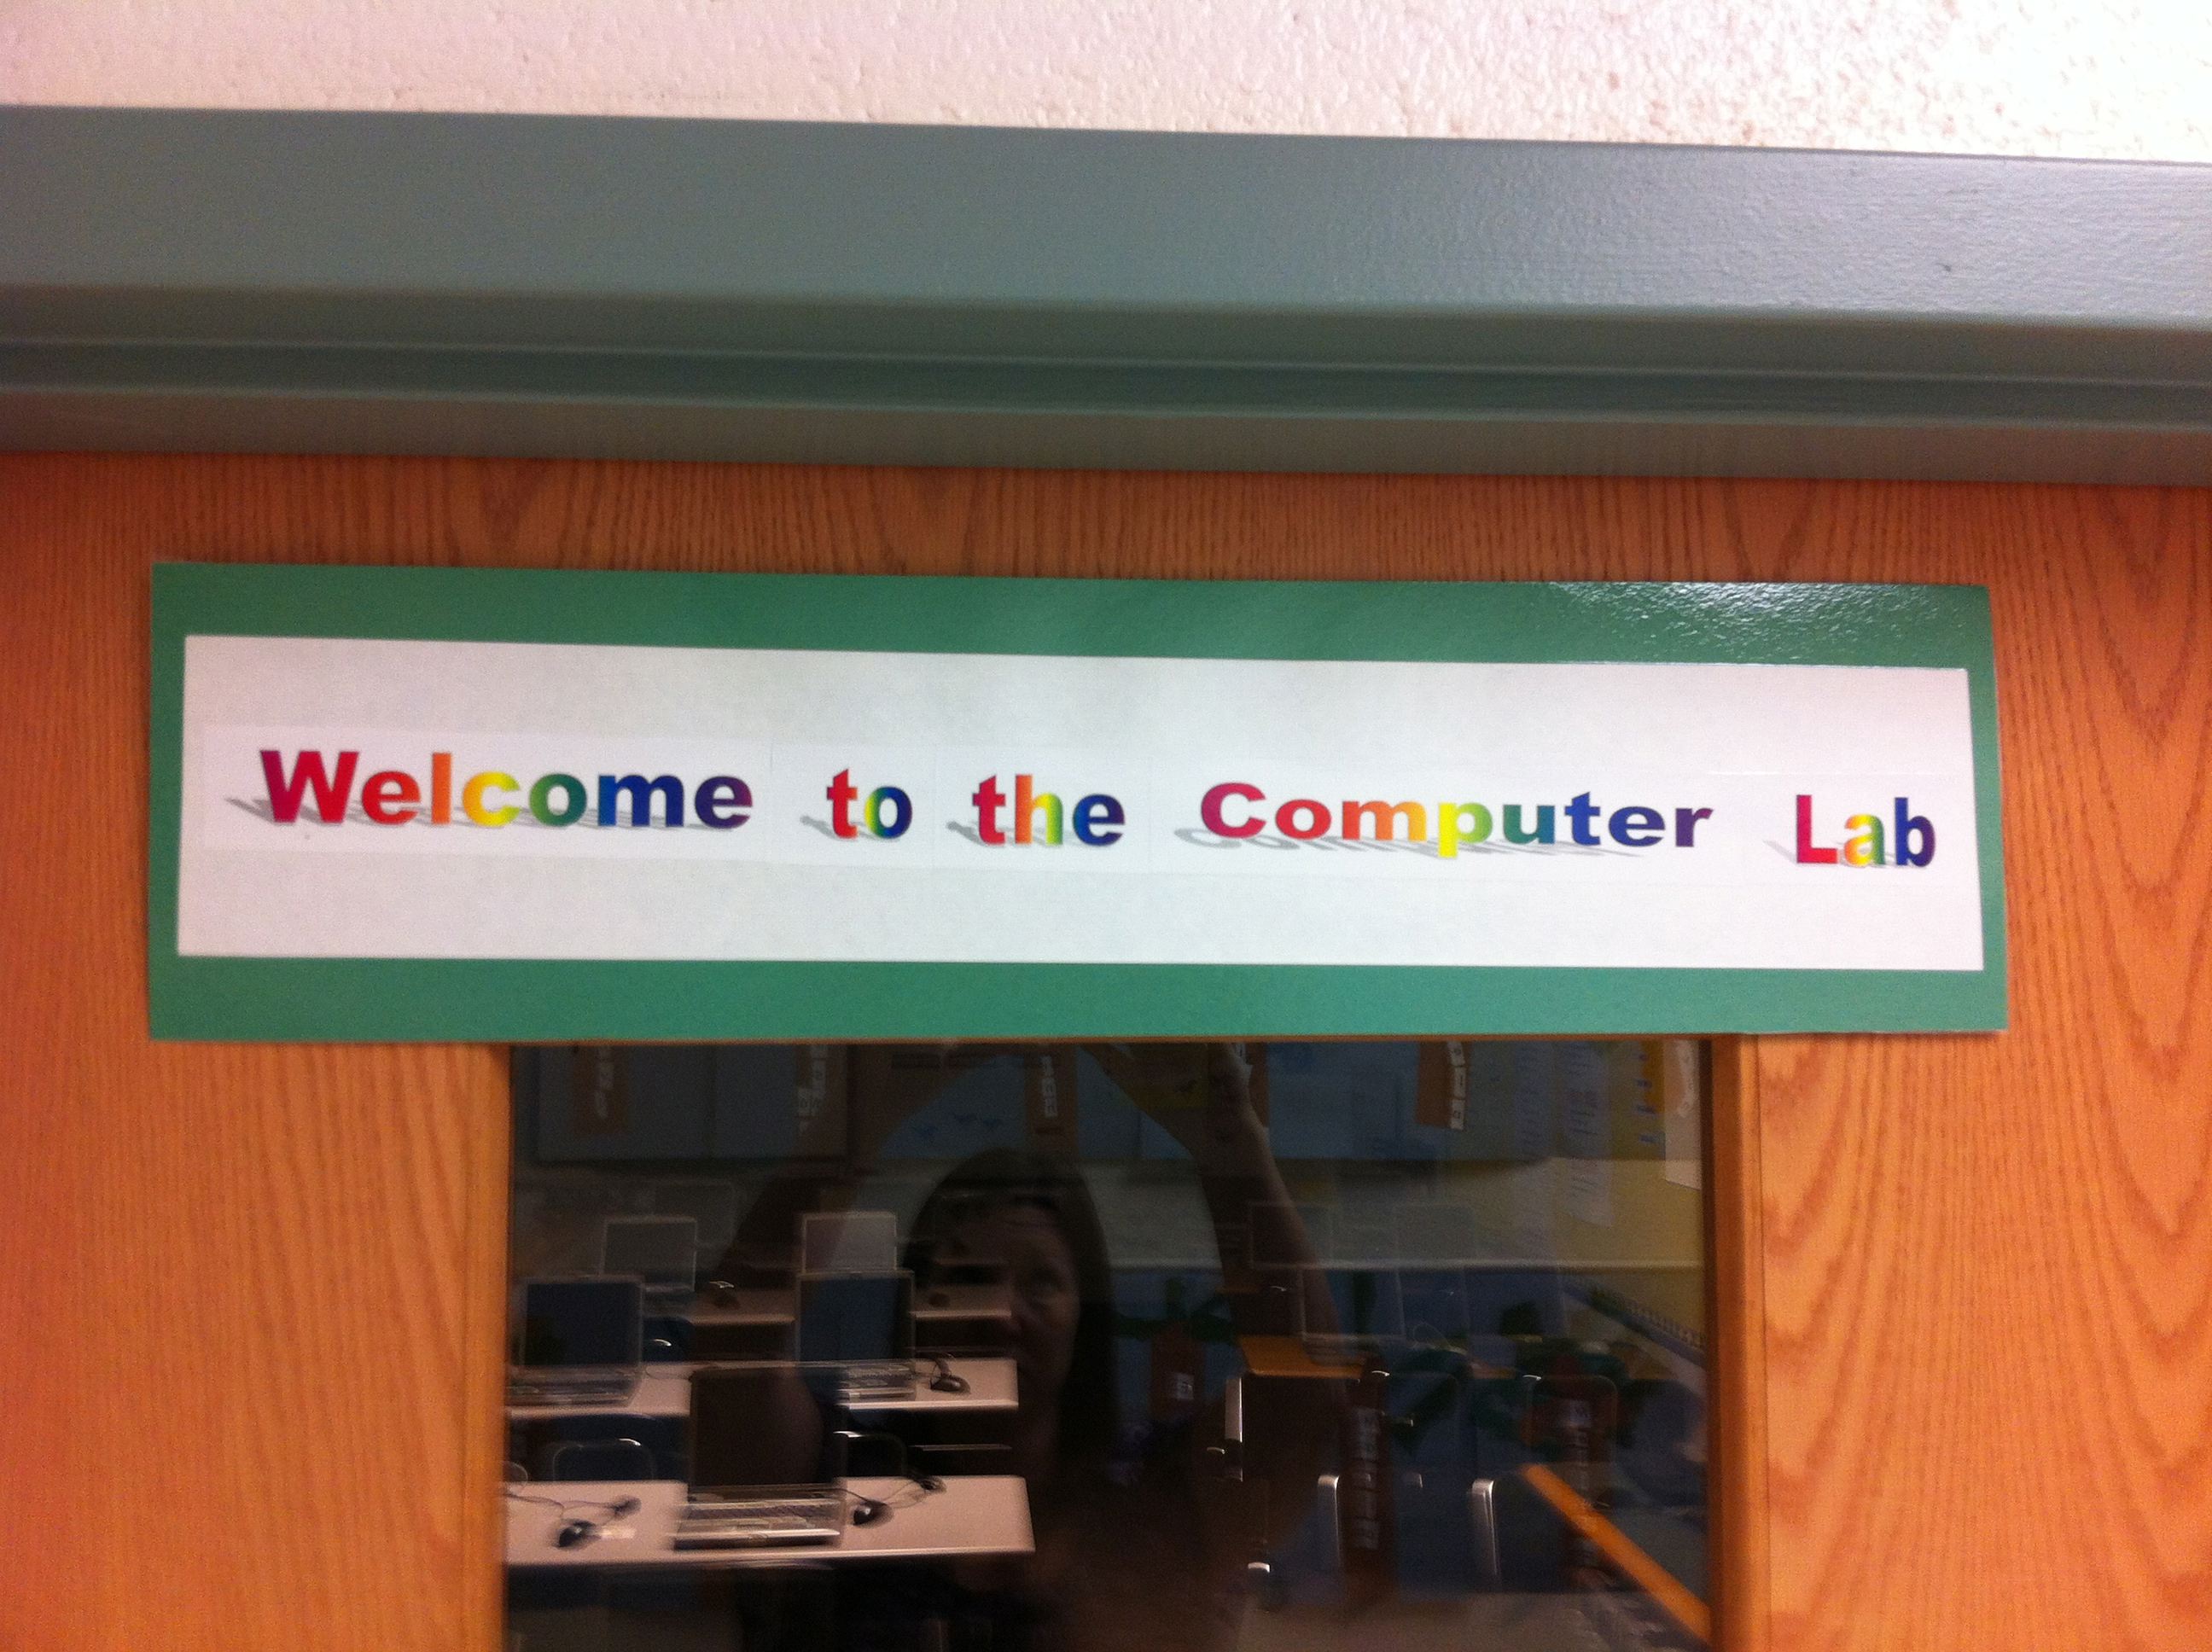 Welcome to the Computer Lab